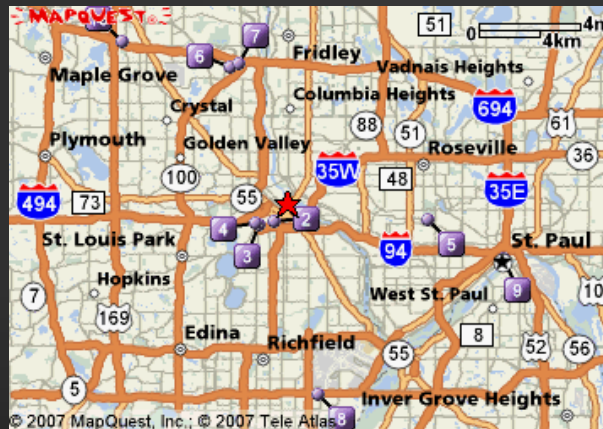 MAPQUEST
51
0 4m
4km
7
6
Fridley
Maple Grove
Vadnais Heights
Columbia Heights
694
Crystal
61
Plymouth
Golden Valley
88
51
Roseville
36
35W
100
48
494
73
55
35E
4
2
5
St. Paul
St. Louis Park
3
94
Hopkins
West St. Paul
9
10
7
169
8
Edina
Richfield
55
52
56
5
Inver Grove Heights
8
© 2007 MapQuest, Inc.; © 2007 Tele Atlas